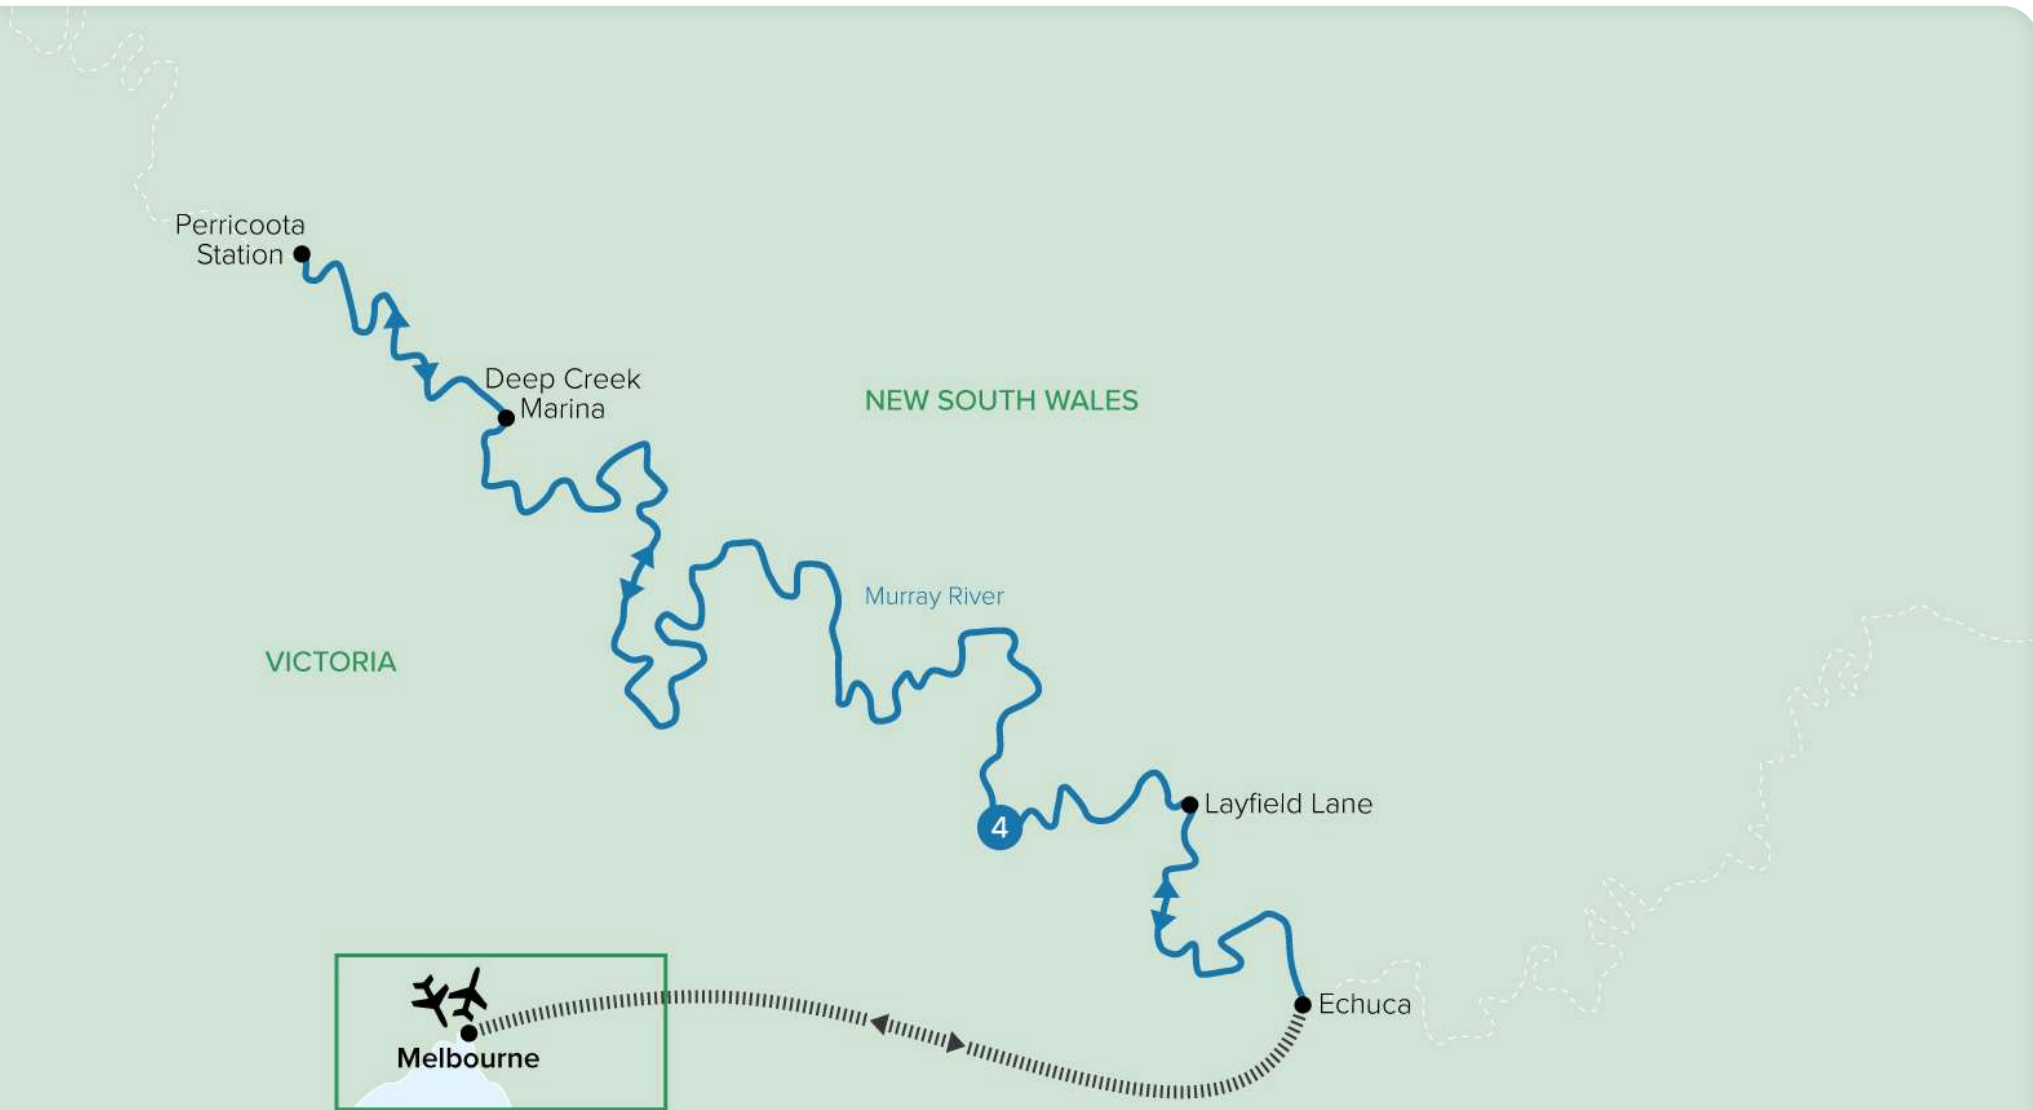 Perricoota
Station
Deep Creek
Marina
NEW SOUTH WALES
Murray River
VICTORIA
Layfield Lane
4
Echuca
Melbourne